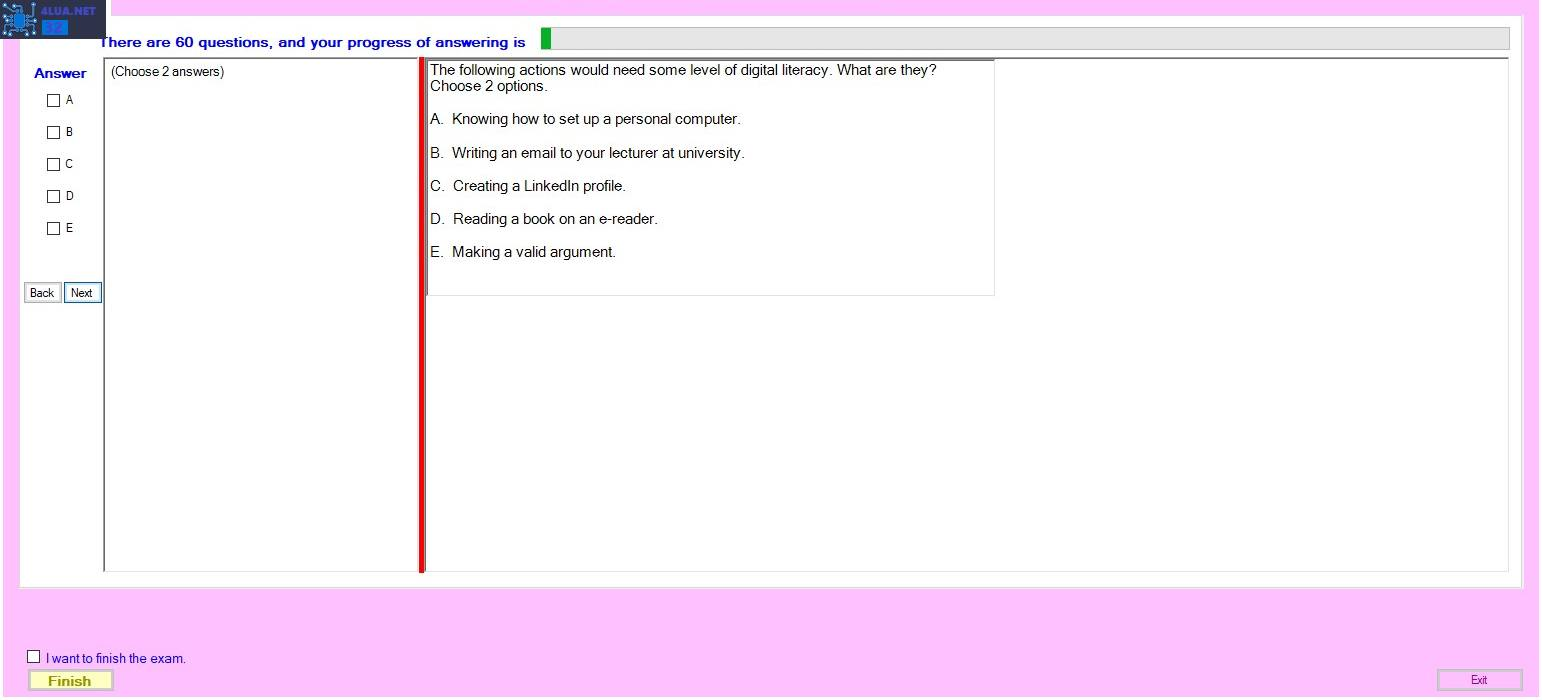 4LUA.NET
32
There are 60 questions, and your progress of answering is
Answer
(Choose 2 answers)
A
B
C
D
E
Back Next
The following actions would need some level of digital literacy. What are they?
Choose 2 options.
A. Knowing how to set up a personal computer.
B. Writing an email to your lecturer at university.
C. Creating a LinkedIn profile.
D. Reading a book on an e-reader.
E. Making a valid argument.
I want to finish the exam.
Finish
Exit